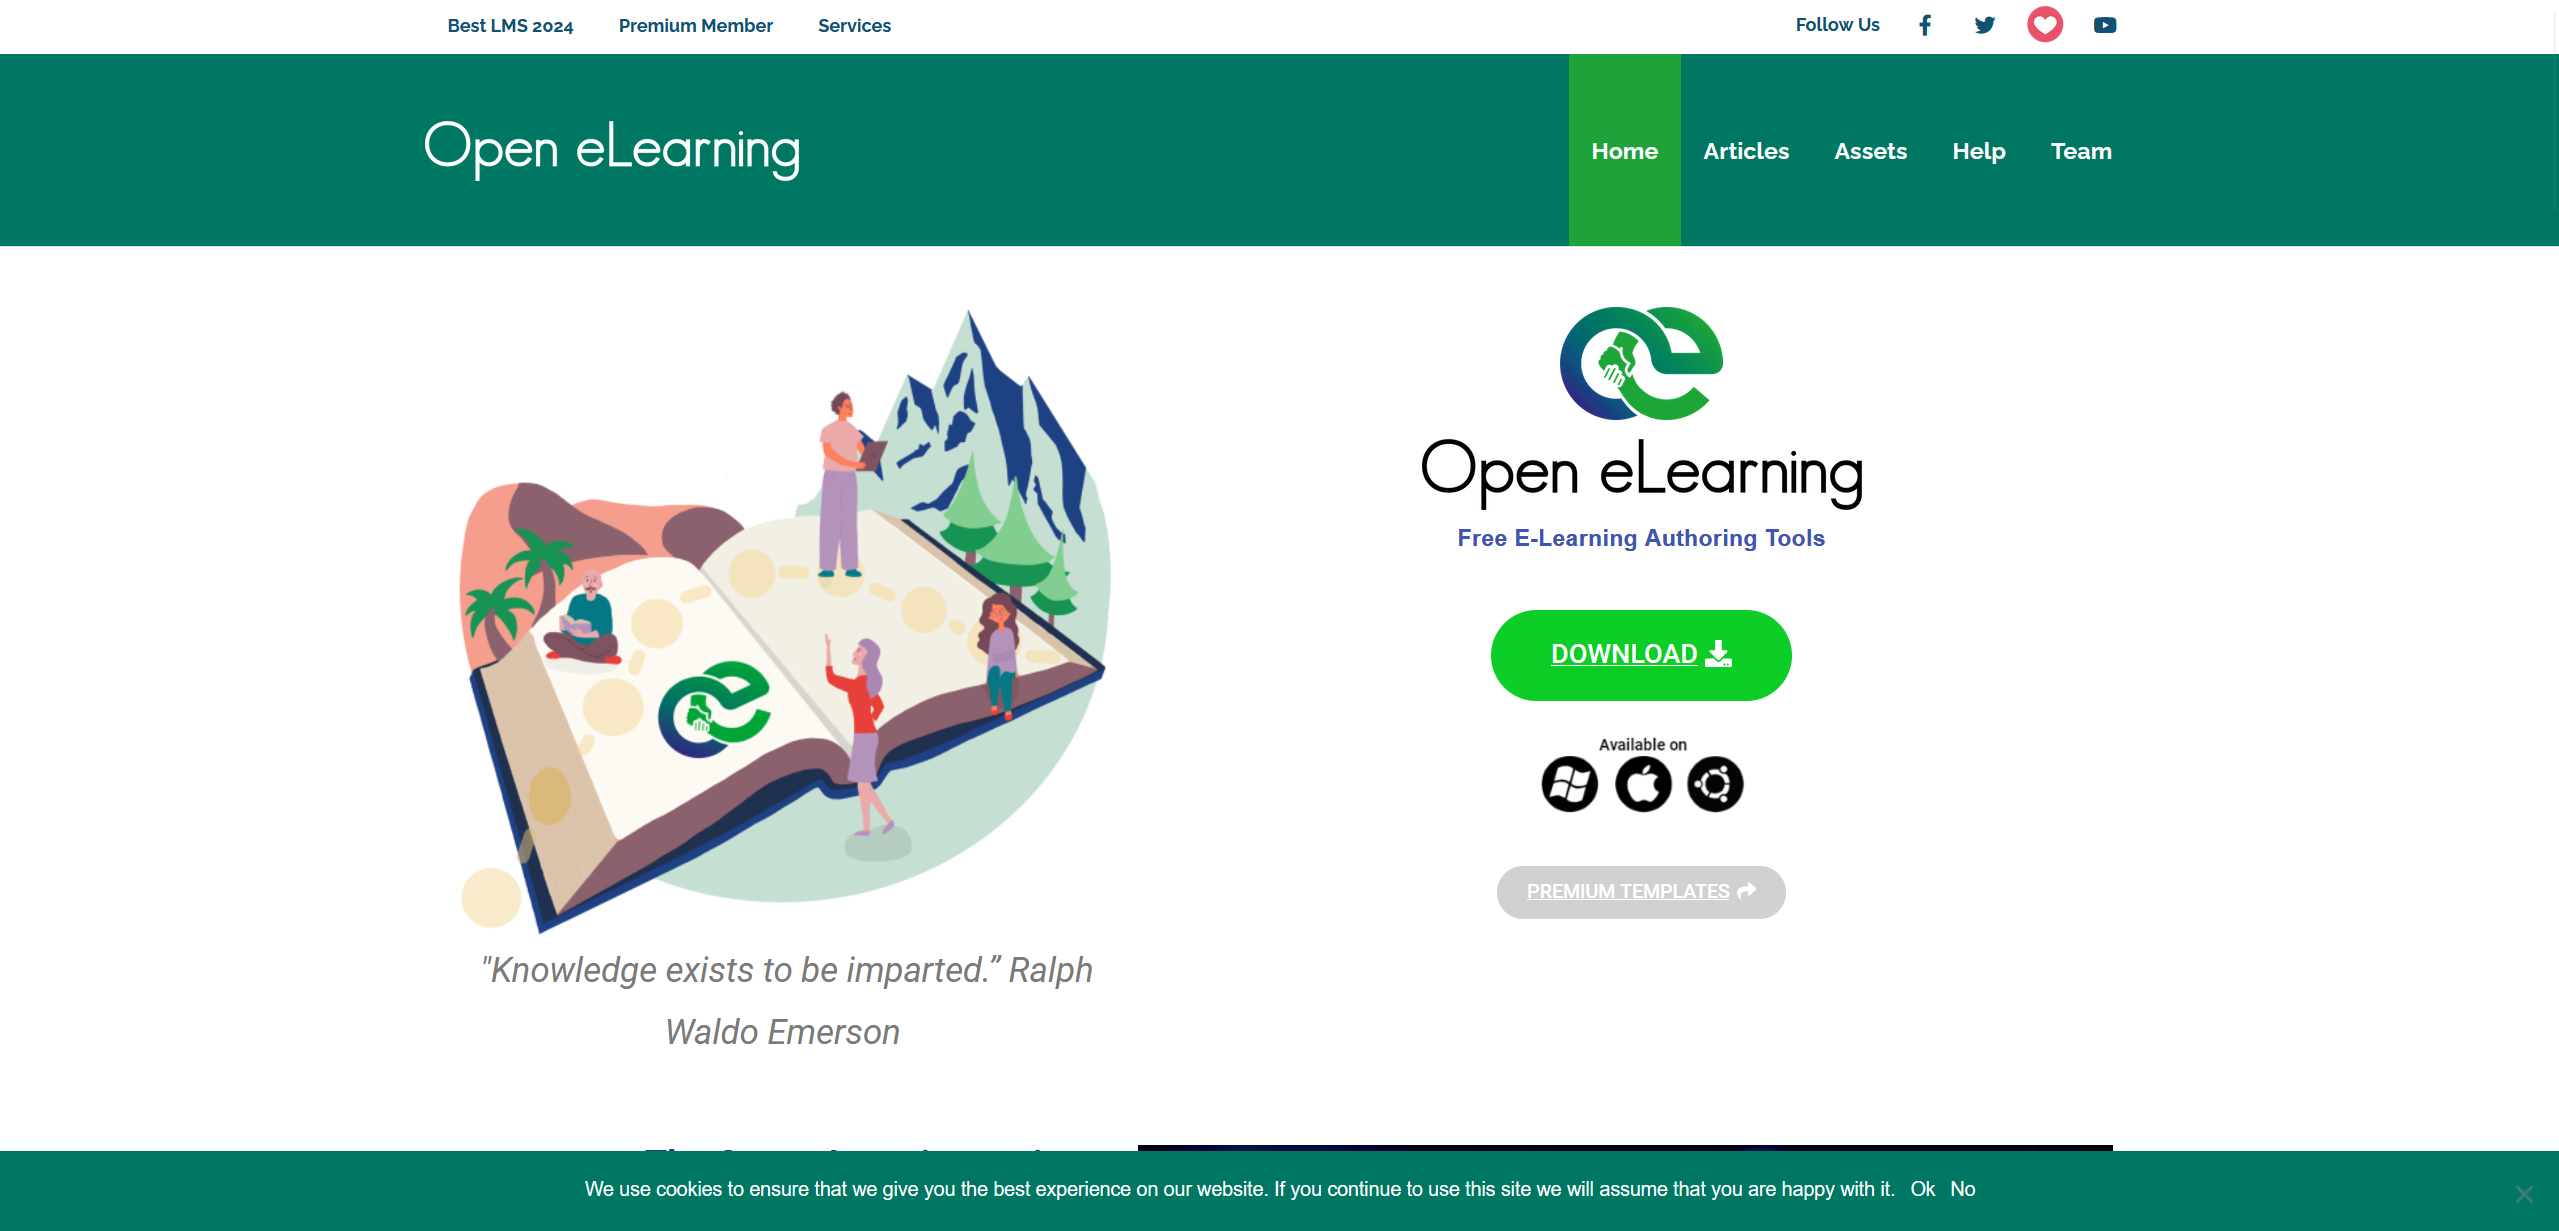 Best LMS 2024 Premium Member Services Follow Us
Open eLearning Home Articles Assets Help Team
Open eLearning
Free E-Learning Authoring Tools
DOWNLOAD
Available on
PREMIUM TEMPLATES
"Knowledge exists to be imparted.” Ralph
Waldo Emerson
We use cookies to ensure that we give you the best experience on our website. If you continue to use this site we will assume that you are happy with it. Ok No